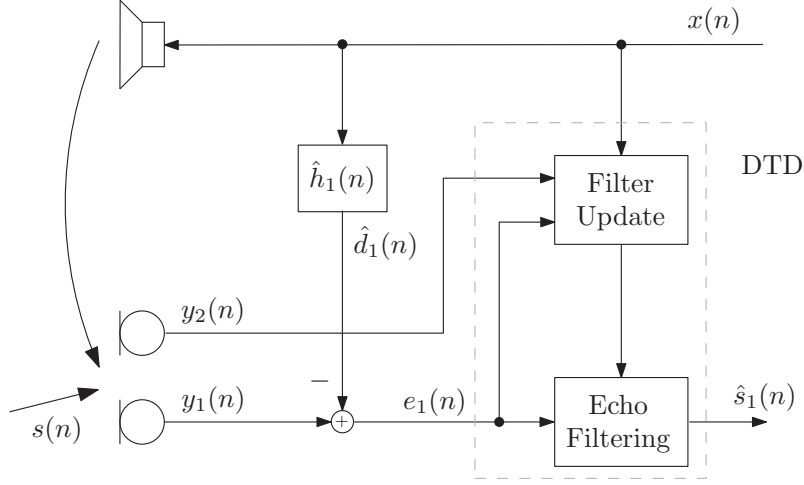 x(n)
ĥ₁(n)
Filter
Update
DTD
d̂₁(n)
y₂(n)
−
y₁(n)
+
e₁(n)
Echo
Filtering
ŝ₁(n)
s(n)